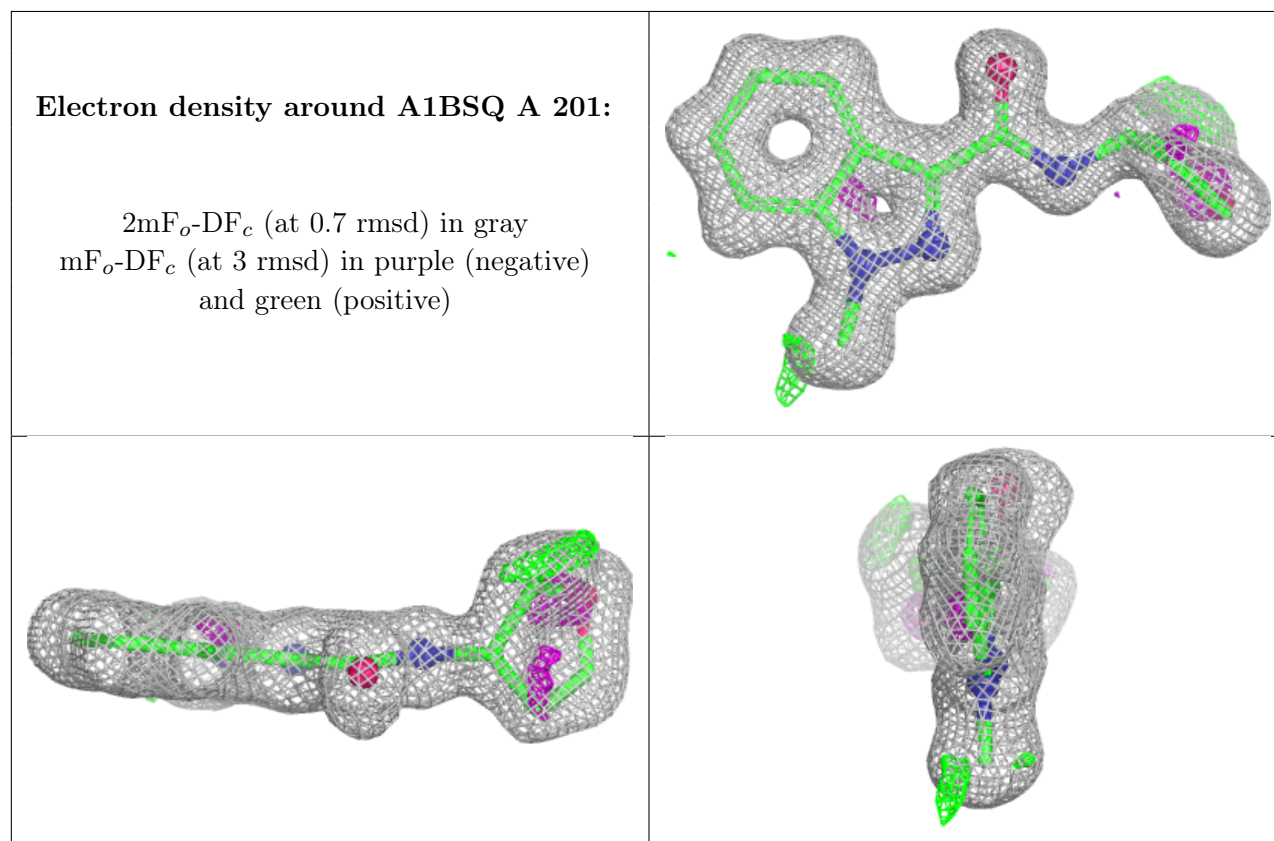 Electron density around A1BSQ A 201:
2mFo-DFc (at 0.7 rmsd) in gray
mFo-DFc (at 3 rmsd) in purple (negative)
and green (positive)